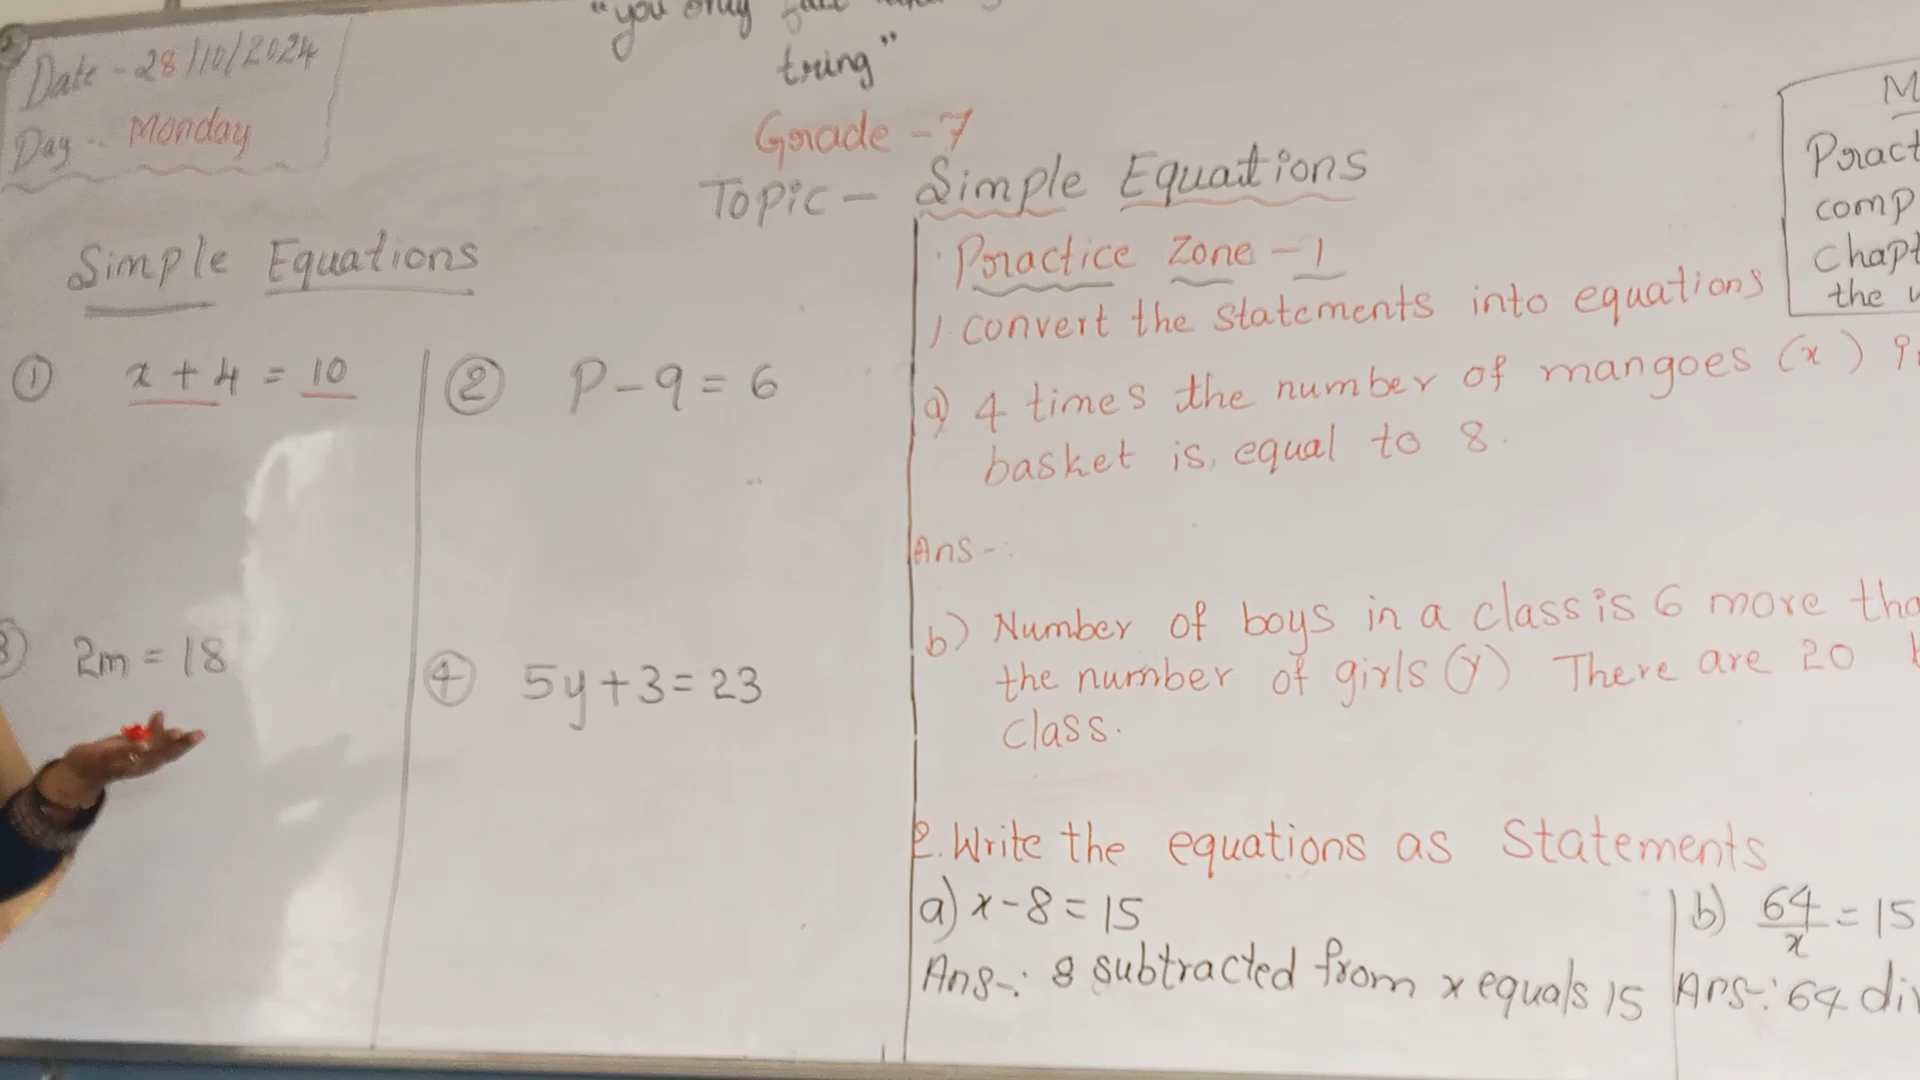 Date - 28/10/2024
Day - Monday
"you only
tring"
Grade - 7
Topic - Simple Equations
Simple Equations
① x + 4 = 10
② P - 9 = 6
③ 2m = 18
④ 5y + 3 = 23
Practice Zone - 1
1. convert the statements into equations
a) 4 times the number of mangoes (x)
basket is equal to 8.
Ans -:
b) Number of boys in a class is 6 more
the number of girls (y) There are 20
class.
2. Write the equations as Statements
a) x - 8 = 15
Ans-: 8 subtracted from x equals 15
b) 64/x = 15
Ans-: 64
the